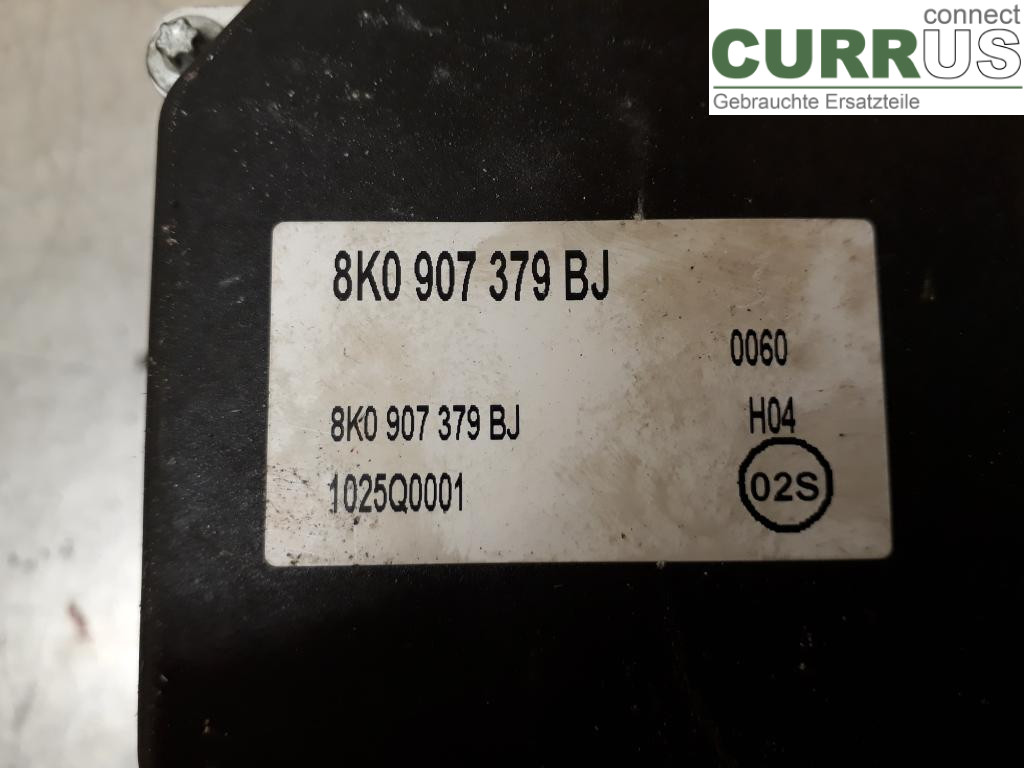 connect
CURRUS
Gebrauchte Ersatzteile
8K0 907 379 BJ
0060
8K0 907 379 BJ
H04
1025Q0001
02S